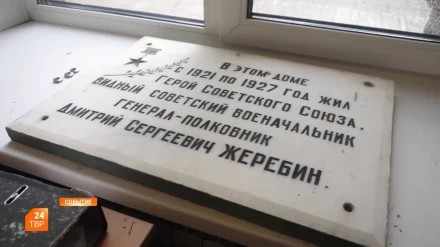 В ЭТОМ ДОМЕ
С 1921 ПО 1927 ГОД ЖИЛ
ГЕРОЙ СОВЕТСКОГО СОЮЗА.
ВИДНЫЙ СОВЕТСКИЙ ВОЕНАЧАЛЬНИК
ГЕНЕРАЛ-ПОЛКОВНИК
ДМИТРИЙ СЕРГЕЕВИЧ ЖЕРЕБИН.
СОБЫТИЕ
24
ТВР